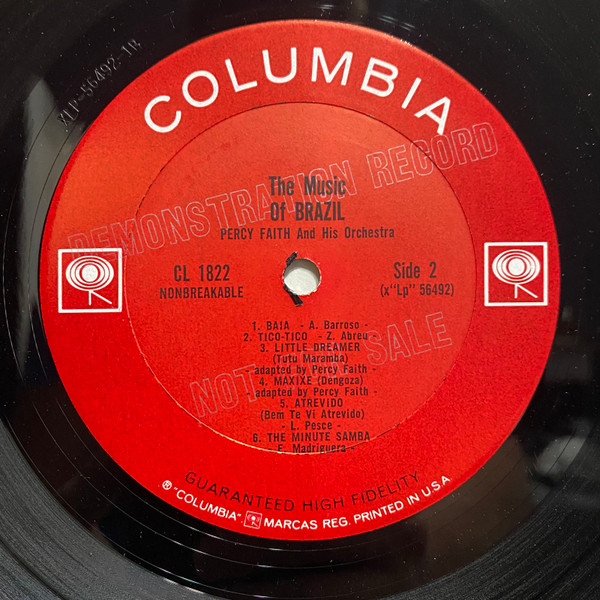 XLP-56492-1B
COLUMBIA
DEMONSTRATION RECORD
The Music
Of BRAZIL
PERCY FAITH And His Orchestra
CL 1822
NONBREAKABLE
Side 2
(x"Lp" 56492)
1. BAIA - A. Barroso -
2. TICO-TICO - Z. Abreu -
3. LITTLE DREAMER
(Tutu Maramba)
- adapted by Percy Faith -
4. MAXIXE (Dengoza)
- adapted by Percy Faith -
5. ATREVIDO
(Bem Te Vi Atrevido)
- L. Pesce -
6. THE MINUTE SAMBA
- E. Madriguera -
NOT SALE
GUARANTEED HIGH FIDELITY
® "COLUMBIA", MARCAS REG. PRINTED IN U.S.A.